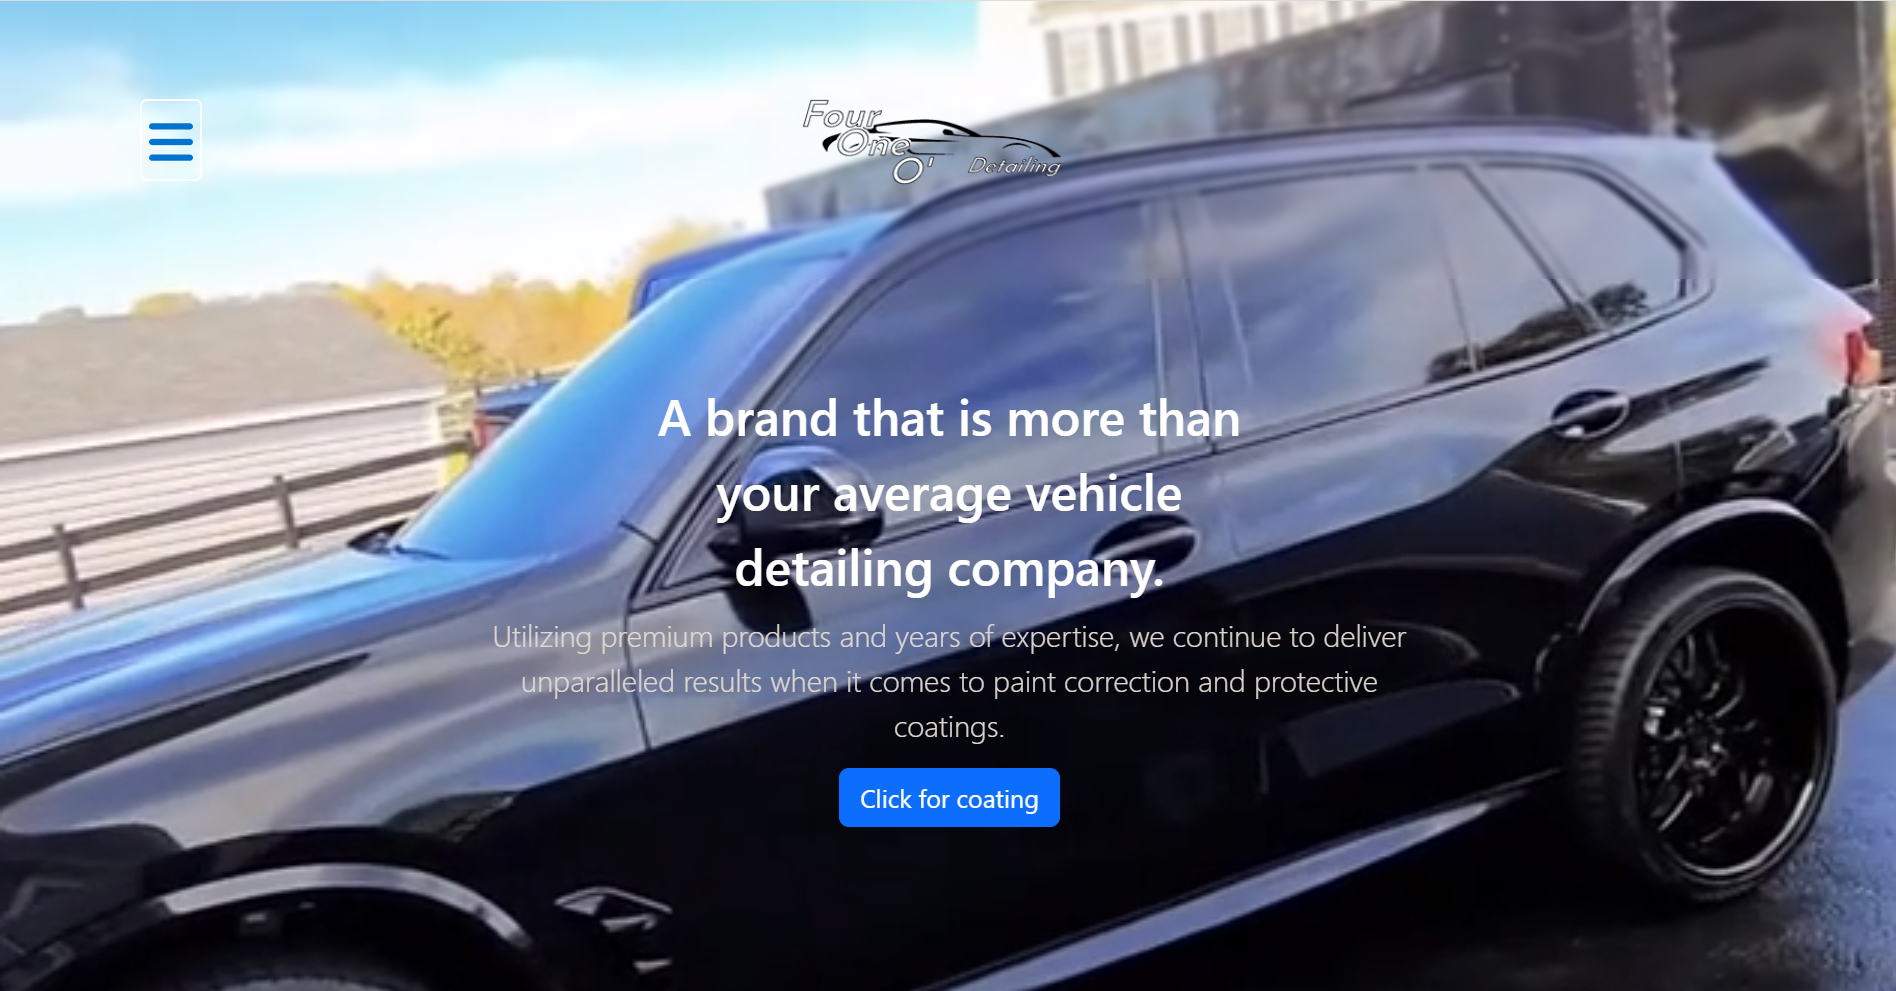 Four
One
O'
Detailing
A brand that is more than
your average vehicle
detailing company.
Utilizing premium products and years of expertise, we continue to deliver
unparalleled results when it comes to paint correction and protective
coatings.
Click for coating